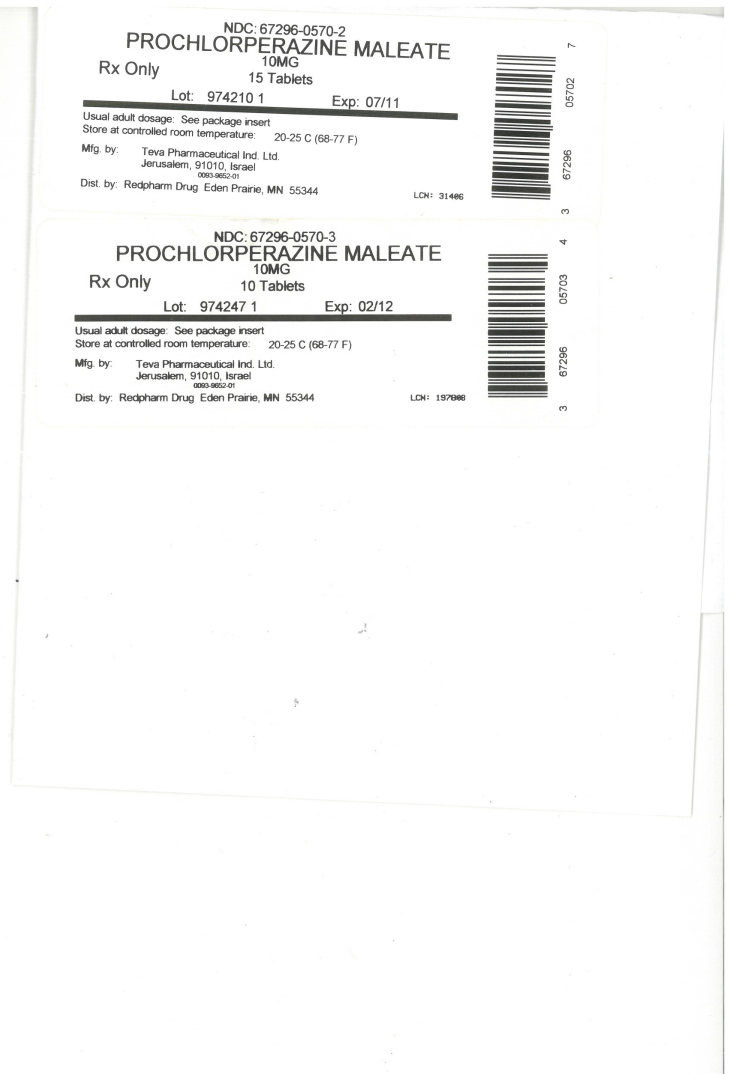 NDC: 67296-0570-2
PROCHLORPERAZINE MALEATE
10MG
Rx Only
15 Tablets
Lot: 974210 1 Exp: 07/11
Usual adult dosage: See package insert
Store at controlled room temperature: 20-25 C (68-77 F)
Mfg. by: Teva Pharmaceutical Ind. Ltd.
Jerusalem, 91010, Israel
0093-9652-01
Dist. by: Redpharm Drug Eden Prairie, MN 55344
LCN: 31406
3 67296 05702 7
NDC: 67296-0570-3
PROCHLORPERAZINE MALEATE
10MG
Rx Only
10 Tablets
Lot: 974247 1 Exp: 02/12
Usual adult dosage: See package insert
Store at controlled room temperature: 20-25 C (68-77 F)
Mfg. by: Teva Pharmaceutical Ind. Ltd.
Jerusalem, 91010, Israel
0093-9652-01
Dist. by: Redpharm Drug Eden Prairie, MN 55344
LCN: 197800
3 67296 05703 4